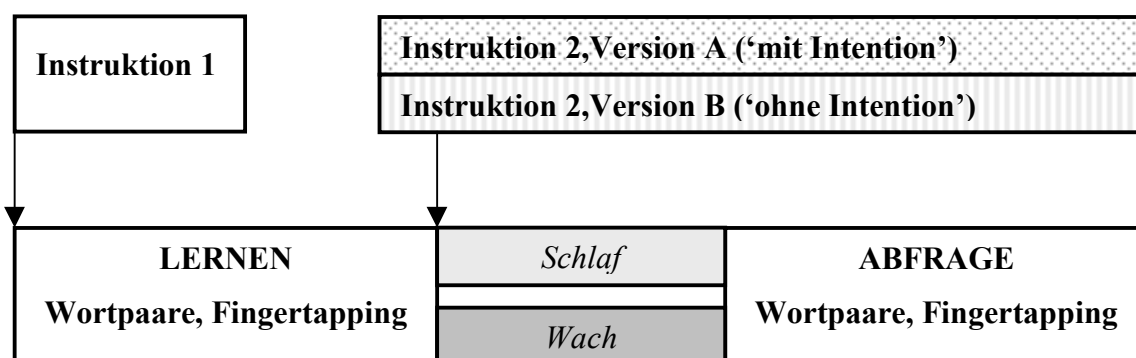 Instruktion 1
Instruktion 2,Version A (‘mit Intention’)
Instruktion 2,Version B (‘ohne Intention’)
LERNEN
Wortpaare, Fingertapping
Schlaf
Wach
ABFRAGE
Wortpaare, Fingertapping